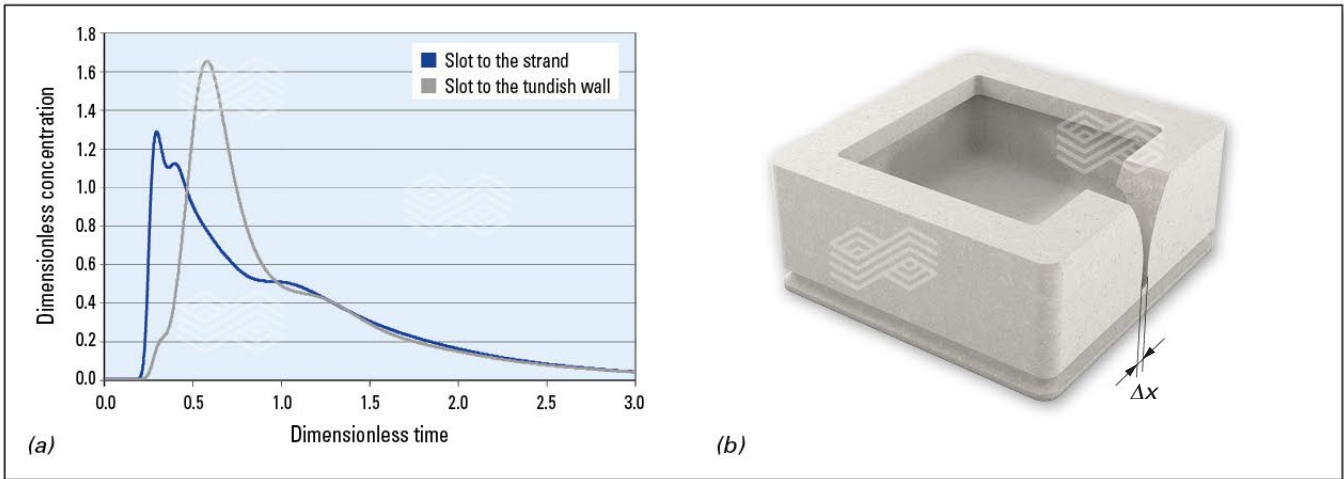 1.8
1.6
1.4
1.2
1.0
0.8
0.6
0.4
0.2
0.0
Dimensionless concentration
Slot to the strand
Slot to the tundish wall
0.0 0.5 1.0 1.5 2.0 2.5 3.0
Dimensionless time
(a)
Δx
(b)